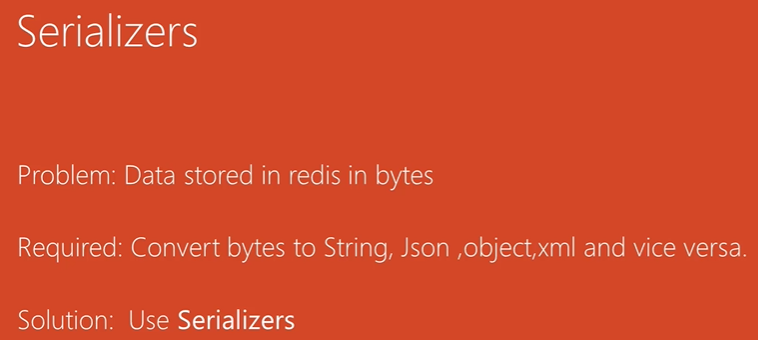 Serializers
Problem: Data stored in redis in bytes
Required: Convert bytes to String, Json ,object,xml and vice versa.
Solution:  Use Serializers